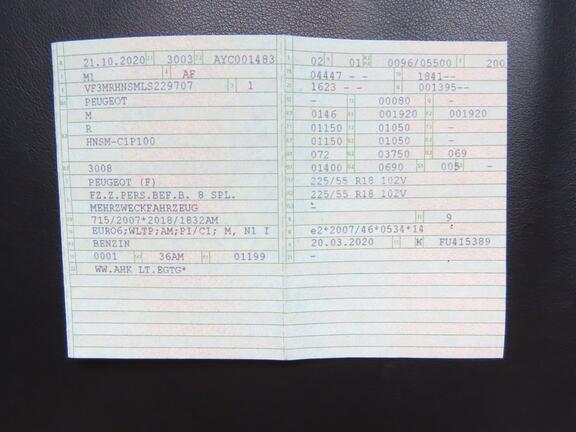 21.10.2020 3003 AYC001483
M1 AF
VF3MRHNSMLS229707 1
PEUGEOT
M
R
HNSM-C1P100
3008
PEUGEOT (F)
FZ.Z.PERS.BEF.B. 8 SPL.
MEHRZWECKFAHRZEUG
715/2007*2018/1832AM
EURO6;WLTP;AM;PI/CI; M, N1 I
BENZIN
0001 36AM 01199
WW.AHK LT.EGTG*
02 01 0096/05500 200
04447 - - 1841--
1623 - - 001395--
- 00080 -
0146 001920 001920
01150 01050 -
01150 01050 -
072 03750 069
01400 0690 005 -
225/55 R18 102V
225/55 R18 102V
-
9
e2*2007/46*0534*14
20.03.2020 K FU415389
-